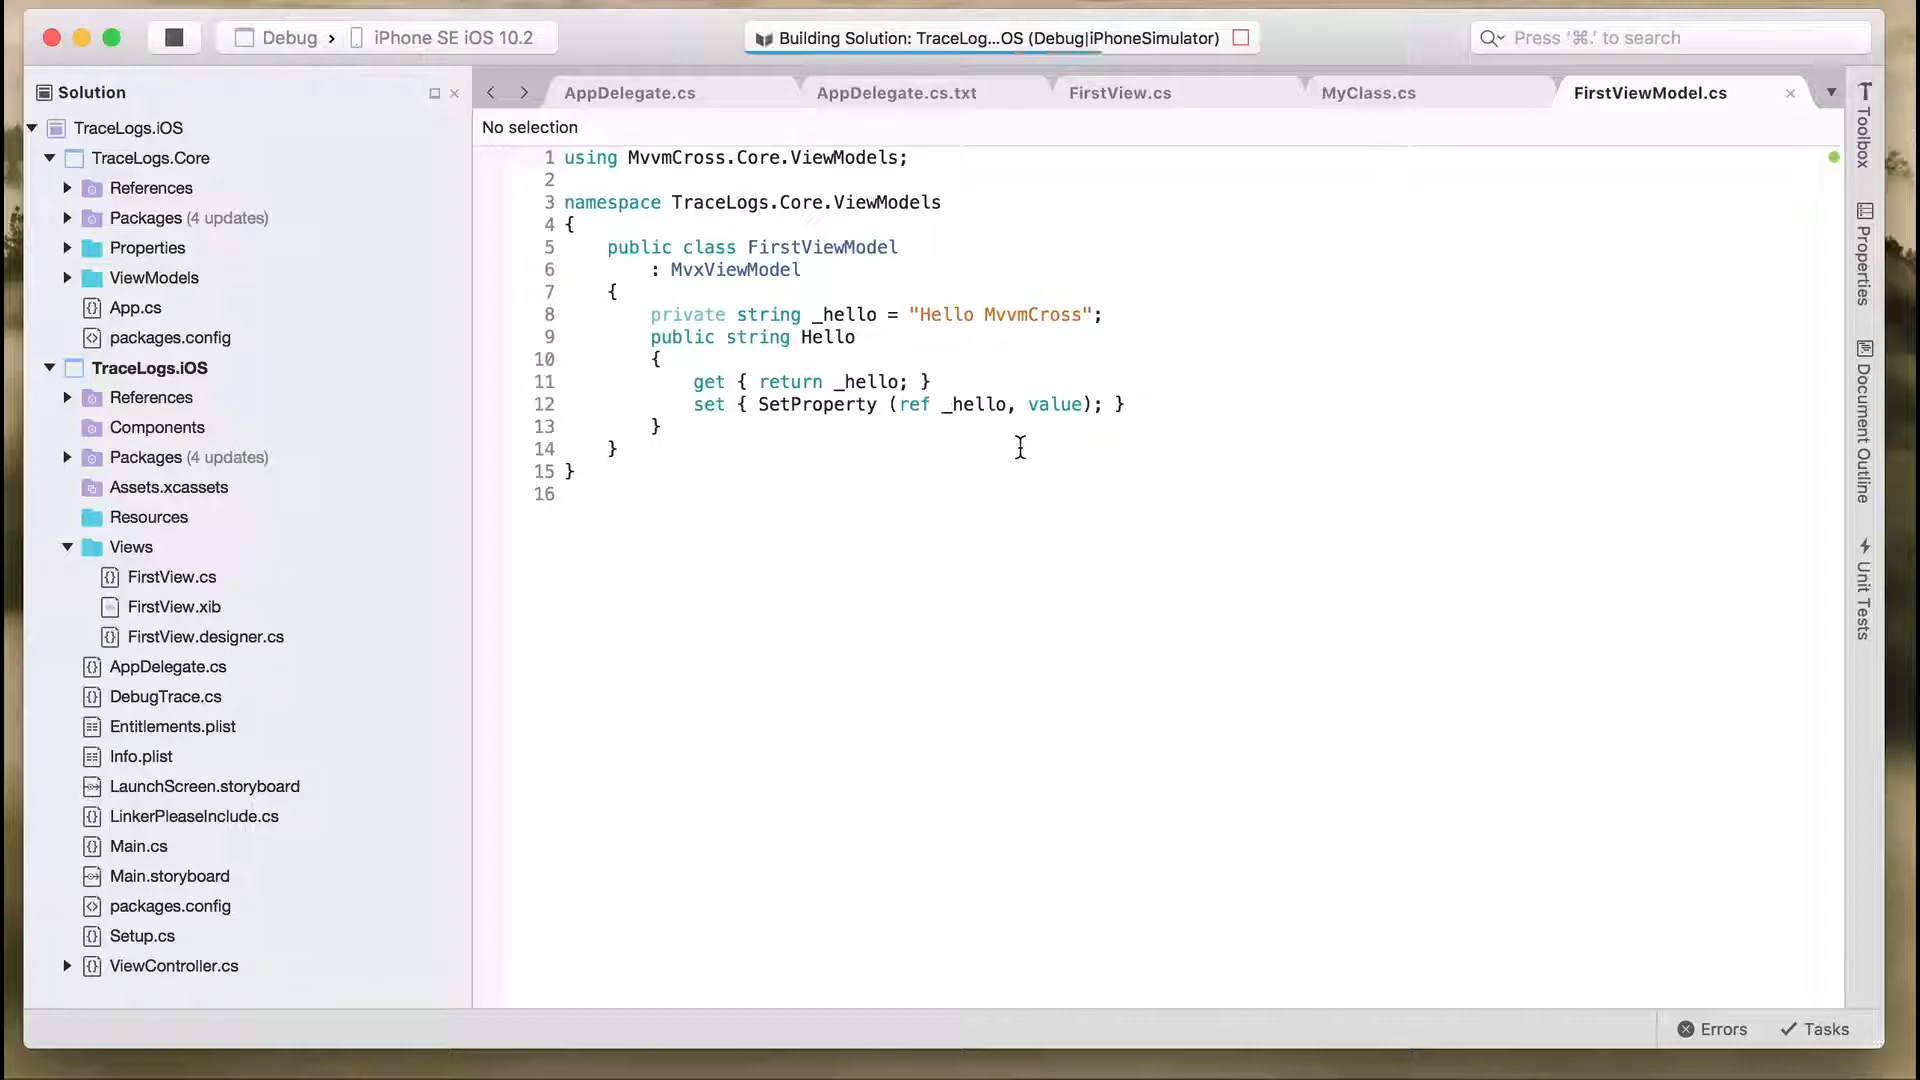 Debug › iPhone SE iOS 10.2
Building Solution: TraceLog...OS (Debug|iPhoneSimulator)
Press '⌘.' to search
Solution
TraceLogs.iOS
TraceLogs.Core
References
Packages (4 updates)
Properties
ViewModels
App.cs
packages.config
TraceLogs.iOS
References
Components
Packages (4 updates)
Assets.xcassets
Resources
Views
FirstView.cs
FirstView.xib
FirstView.designer.cs
AppDelegate.cs
DebugTrace.cs
Entitlements.plist
Info.plist
LaunchScreen.storyboard
LinkerPleaseInclude.cs
Main.cs
Main.storyboard
packages.config
Setup.cs
ViewController.cs
AppDelegate.cs
AppDelegate.cs.txt
FirstView.cs
MyClass.cs
FirstViewModel.cs
No selection
1 using MvvmCross.Core.ViewModels;
2
3 namespace TraceLogs.Core.ViewModels
4 {
5     public class FirstViewModel
6         : MvxViewModel
7     {
8         private string _hello = "Hello MvvmCross";
9         public string Hello
10         {
11             get { return _hello; }
12             set { SetProperty (ref _hello, value); }
13         }
14     }
15 }
16
Toolbox
Properties
Document Outline
Unit Tests
Errors
Tasks